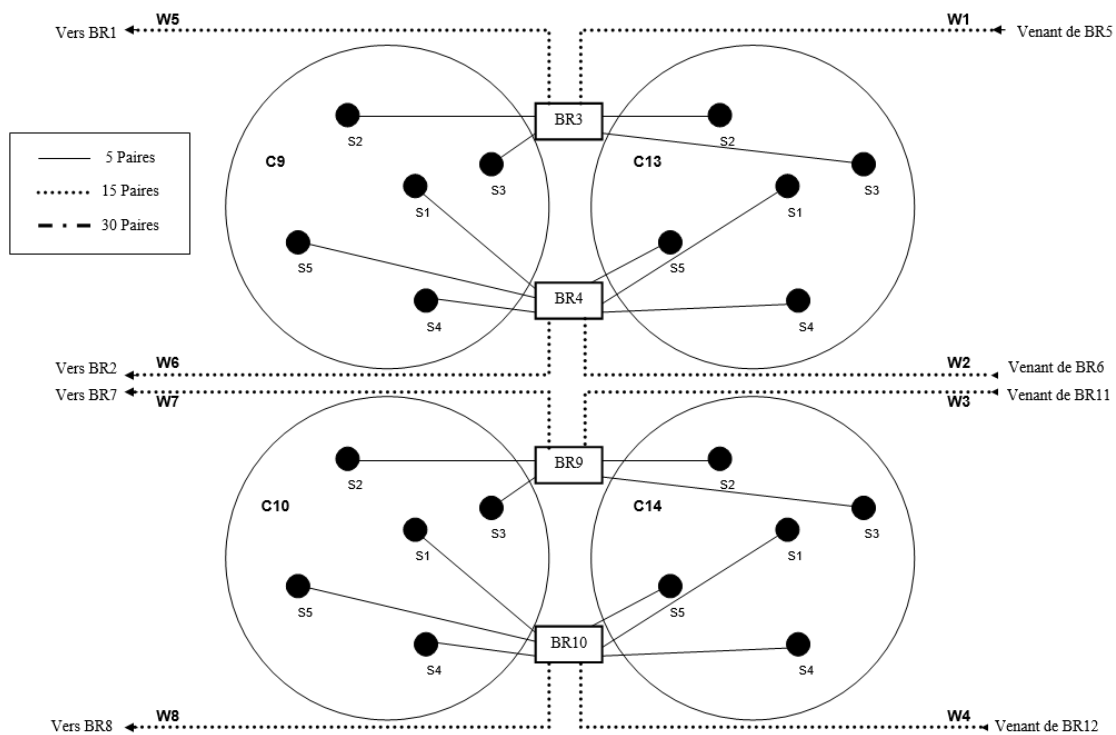 W5
W1
Vers BR1
Venant de BR5
BR3
S2
S2
5 Paires
C9
C13
15 Paires
S3
S3
S1
S1
30 Paires
S5
S5
BR4
S4
S4
Vers BR2
W6
W2
Venant de BR6
Vers BR7
W7
W3
Venant de BR11
BR9
S2
S2
C10
C14
S3
S3
S1
S1
S5
S5
BR10
S4
S4
Vers BR8
W8
W4
Venant de BR12